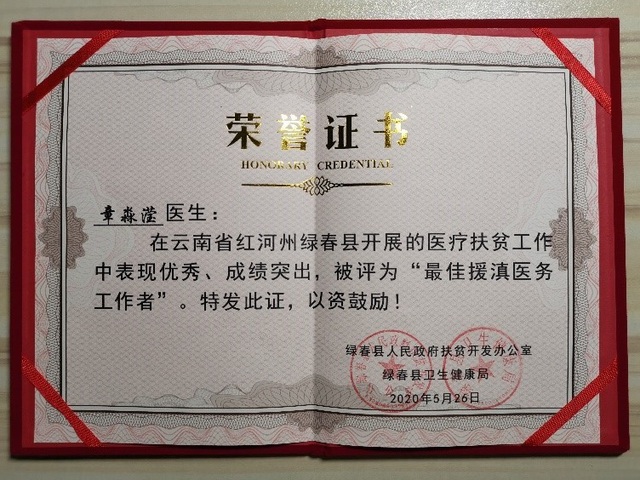 荣誉证书
HONORARY CREDENTIAL
章淼滢医生：
在云南省红河州绿春县开展的医疗扶贫工作
中表现优秀、成绩突出，被评为“最佳援滇医务
工作者”。特发此证，以资鼓励！
绿春县人民政府扶贫开发办公室
绿春县卫生健康局
2020年5月26日